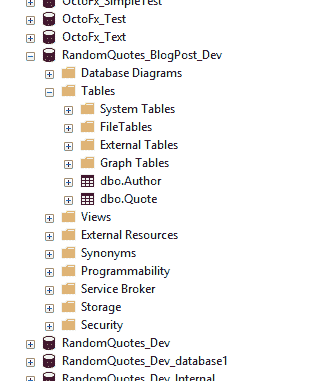 OctoFx_SimpleTest
OctoFx_Test
OctoFx_Text
RandomQuotes_BlogPost_Dev
Database Diagrams
Tables
System Tables
FileTables
External Tables
Graph Tables
dbo.Author
dbo.Quote
Views
External Resources
Synonyms
Programmability
Service Broker
Storage
Security
RandomQuotes_Dev
RandomQuotes_Dev_database1
RandomQuotes_Dev_Internal